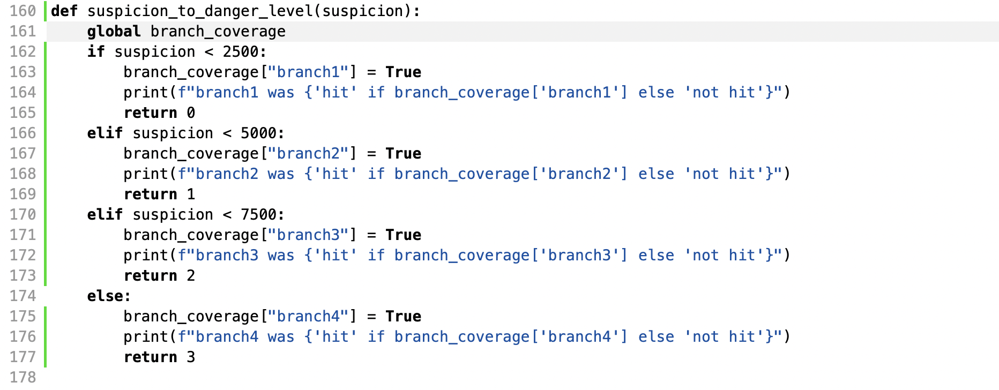 160 def suspicion_to_danger_level(suspicion):
161     global branch_coverage
162     if suspicion < 2500:
163         branch_coverage["branch1"] = True
164         print(f"branch1 was {'hit' if branch_coverage['branch1'] else 'not hit'}")
165         return 0
166     elif suspicion < 5000:
167         branch_coverage["branch2"] = True
168         print(f"branch2 was {'hit' if branch_coverage['branch2'] else 'not hit'}")
169         return 1
170     elif suspicion < 7500:
171         branch_coverage["branch3"] = True
172         print(f"branch3 was {'hit' if branch_coverage['branch3'] else 'not hit'}")
173         return 2
174     else:
175         branch_coverage["branch4"] = True
176         print(f"branch4 was {'hit' if branch_coverage['branch4'] else 'not hit'}")
177         return 3
178